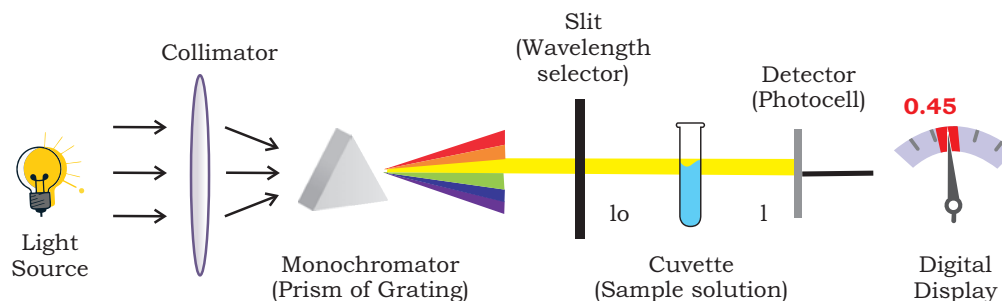 Light
Source
Collimator
Monochromator
(Prism of Grating)
Slit
(Wavelength
selector)
lo
Cuvette
(Sample solution)
l
Detector
(Photocell)
0.45
Digital
Display